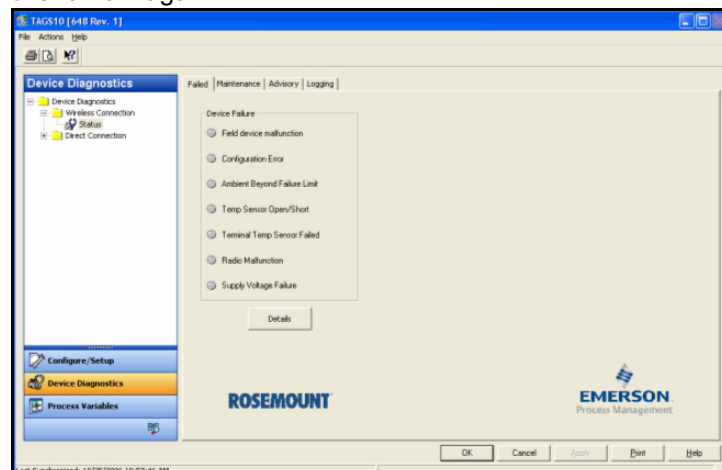 TAGS10 [648 Rev. 1]
File Actions Help
Device Diagnostics
Device Diagnostics
Wireless Connection
Status
Direct Connection
Configure/Setup
Device Diagnostics
Process Variables
Failed Maintenance Advisory Logging
Device Failure
Field device malfunction
Configuration Error
Ambient Beyond Failure Limit
Temp Sensor Open/Short
Terminal Temp Sensor Failed
Radio Malfunction
Supply Voltage Failure
Details
ROSEMOUNT
EMERSON
Process Management
OK Cancel Apply Print Help